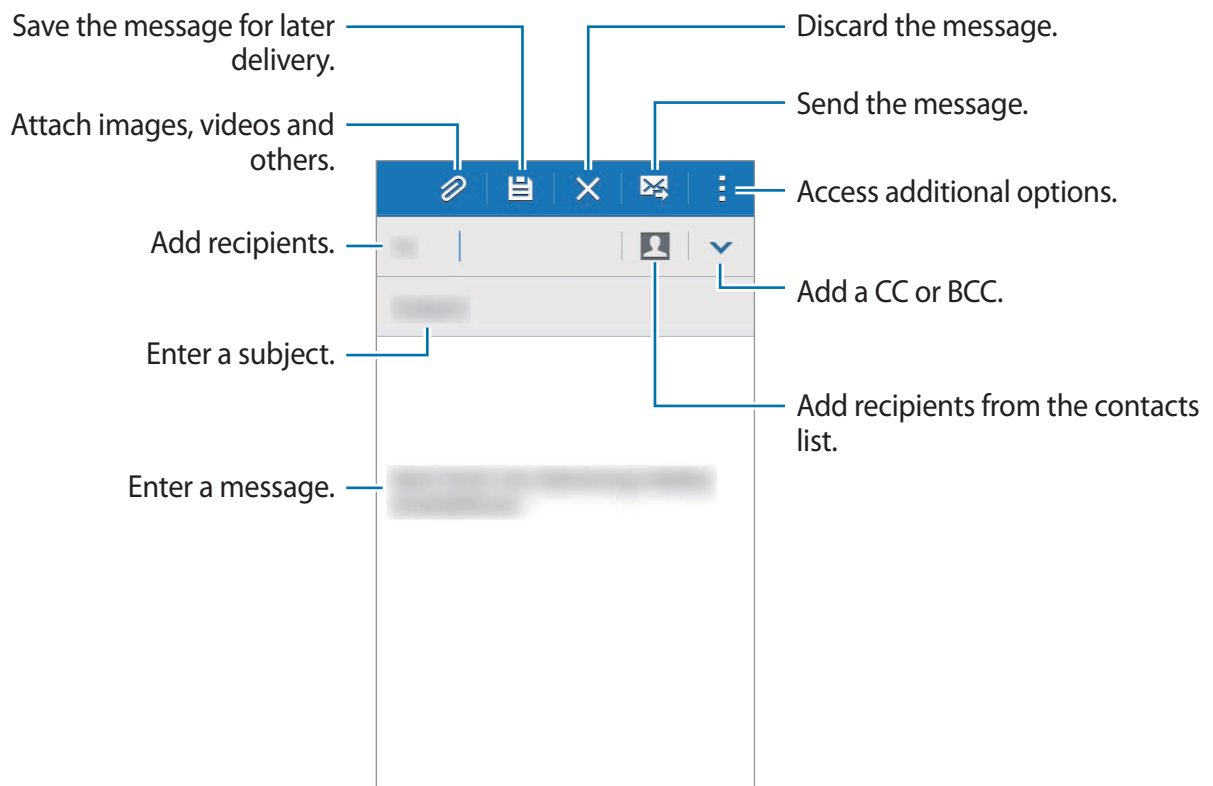 Save the message for later
delivery.
Attach images, videos and
others.
Add recipients.
Enter a subject.
Enter a message.
Discard the message.
Send the message.
Access additional options.
Add a CC or BCC.
Add recipients from the contacts
list.